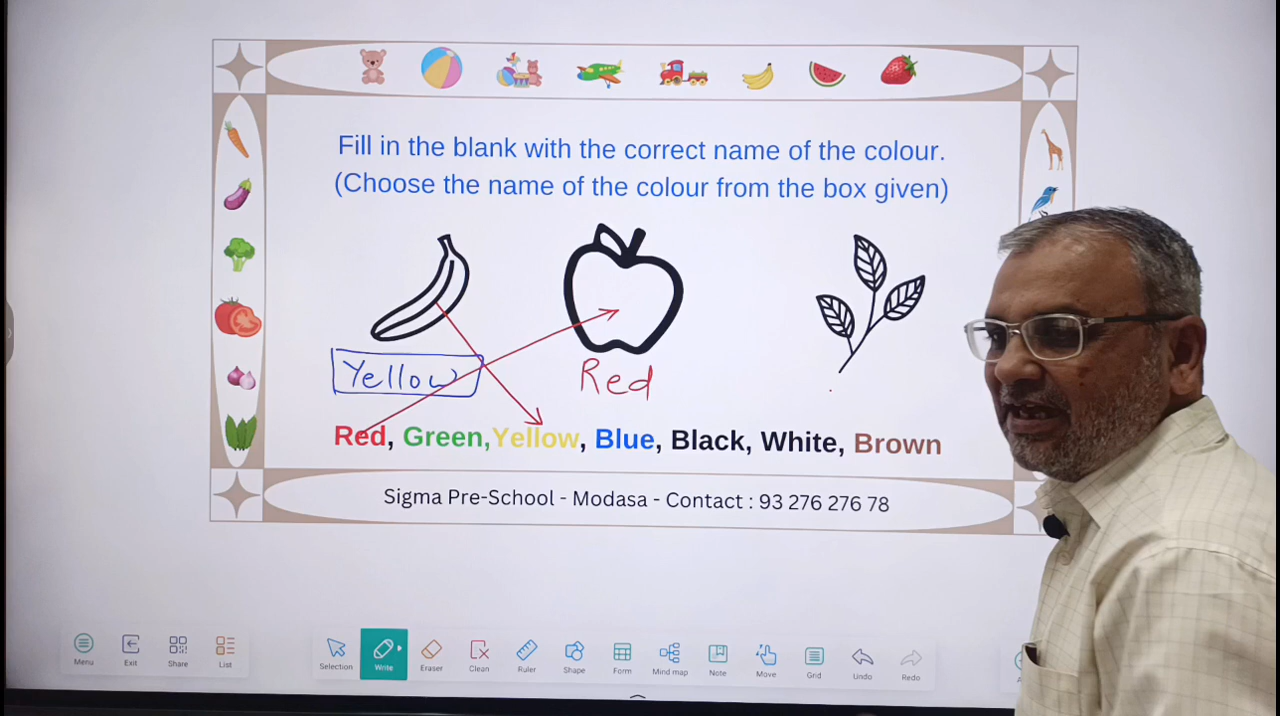 Fill in the blank with the correct name of the colour.
(Choose the name of the colour from the box given)
Yellow Red
Red, Green,Yellow, Blue, Black, White, Brown
Sigma Pre-School - Modasa - Contact : 93 276 276 78
Menu Exit Share List Selection Write Eraser Clean Ruler Shape Form Mind map Note Move Grid Undo Redo